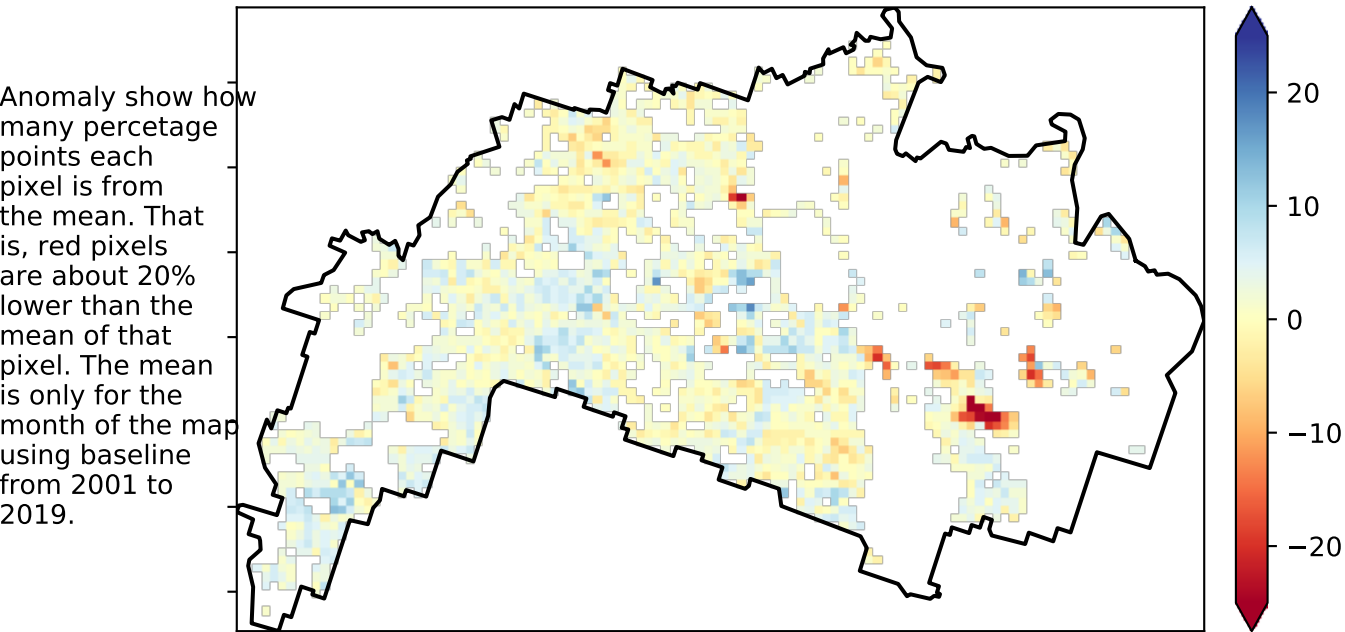 Anomaly show how
many percetage
points each
pixel is from
the mean. That
is, red pixels
are about 20%
lower than the
mean of that
pixel. The mean
is only for the
month of the map
using baseline
from 2001 to
2019.
20
10
0
−10
−20